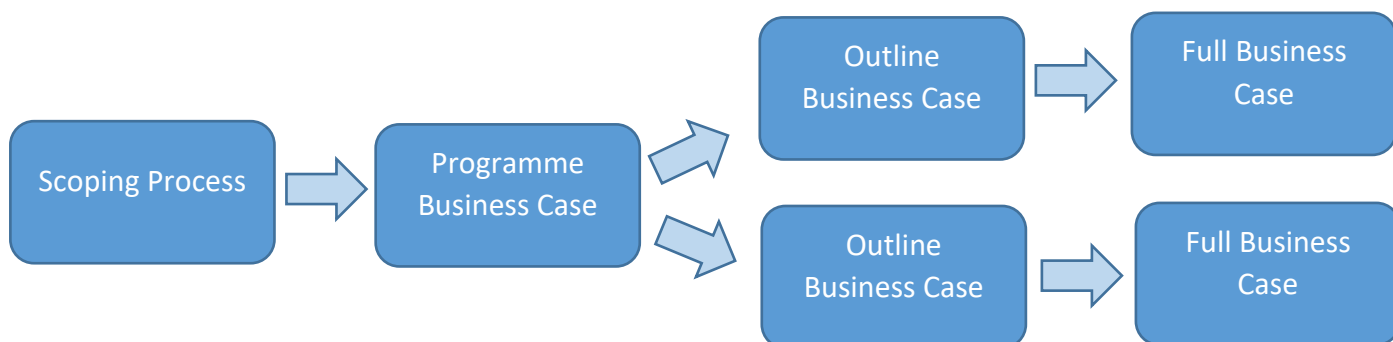 Scoping Process
Programme
Business Case
Outline
Business Case
Full Business
Case
Outline
Business Case
Full Business
Case